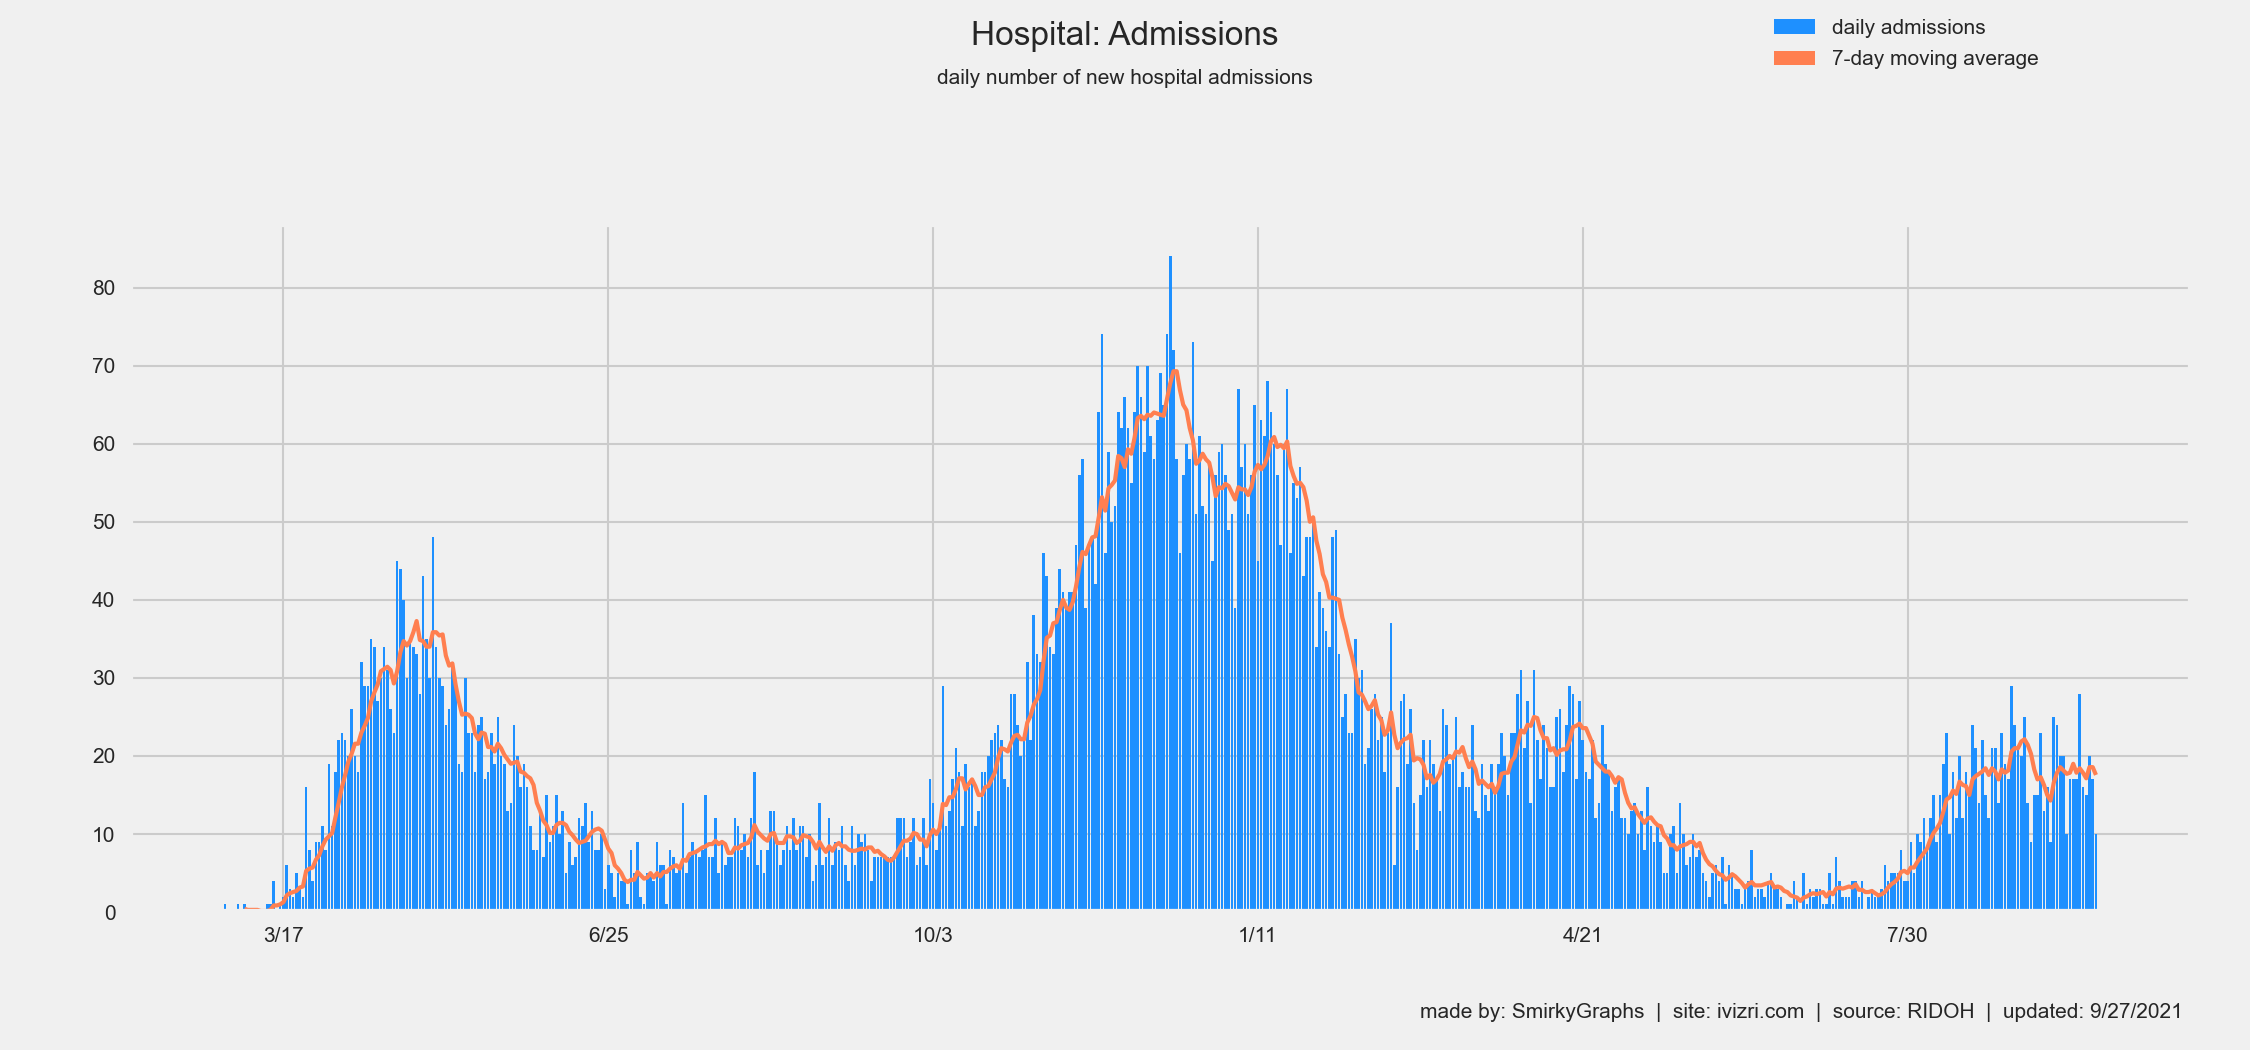 Hospital: Admissions
daily number of new hospital admissions
daily admissions
7-day moving average
80
70
60
50
40
30
20
10
0
3/17 6/25 10/3 1/11 4/21 7/30
made by: SmirkyGraphs | site: ivizri.com | source: RIDOH | updated: 9/27/2021